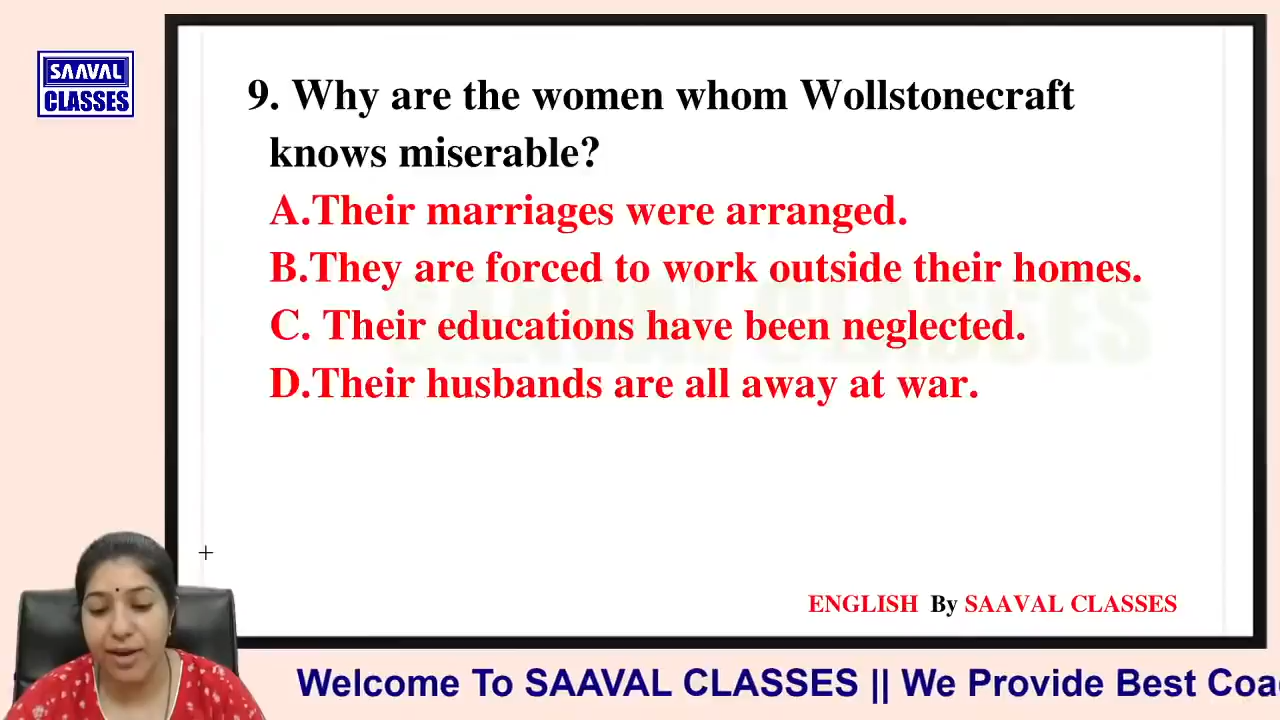 SAAVAL
CLASSES
9. Why are the women whom Wollstonecraft
knows miserable?
A.Their marriages were arranged.
B.They are forced to work outside their homes.
C. Their educations have been neglected.
D.Their husbands are all away at war.
SAAVAL CLASSES
ENGLISH By SAAVAL CLASSES
Welcome To SAAVAL CLASSES || We Provide Best Coa